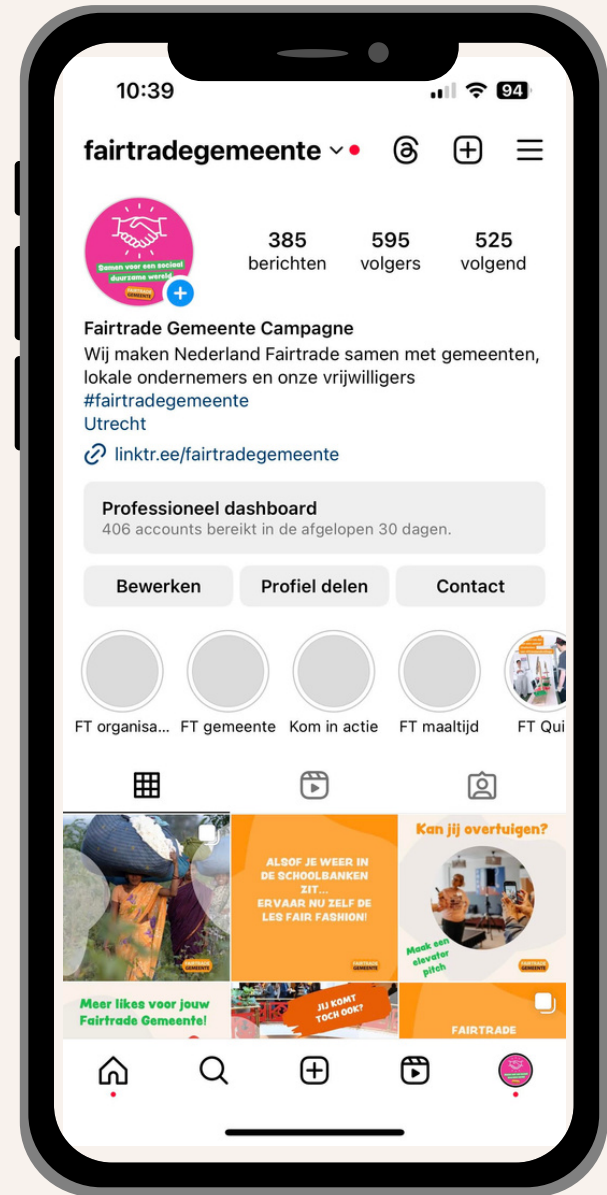 10:39
94
fairtradegemeente
Samen voor een sociaal
duurzame wereld
FAIRTRADE
GEMEENTE
385
berichten
595
volgers
525
volgend
Fairtrade Gemeente Campagne
Wij maken Nederland Fairtrade samen met gemeenten,
lokale ondernemers en onze vrijwilligers
#fairtradegemeente
Utrecht
linktr.ee/fairtradegemeente
Professioneel dashboard
406 accounts bereikt in de afgelopen 30 dagen.
Bewerken
Profiel delen
Contact
FT organisa...
FT gemeente
Kom in actie
FT maaltijd
FT Qui
FAIRTRADE
GEMEENTE
ALSOF JE WEER IN
DE SCHOOLBANKEN
ZIT...
ERVAAR NU ZELF DE
LES FAIR FASHION!
FAIRTRADE
GEMEENTE
Kan jij overtuigen?
Maak een
elevator
pitch
FAIRTRADE
GEMEENTE
Meer likes voor jouw
Fairtrade Gemeente!
JIJ KOMT
TOCH OOK?
FAIRTRADE